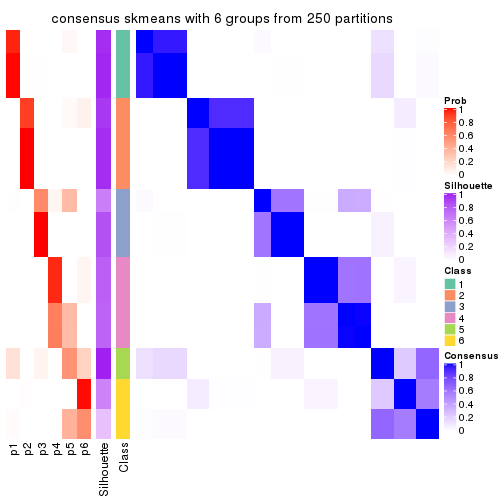 consensus skmeans with 6 groups from 250 partitions
Prob
1
0.8
0.6
0.4
0.2
0
Silhouette
1
0.8
0.6
0.4
0.2
0
Class
1
2
3
4
5
6
Consensus
1
0.8
0.6
0.4
0.2
0
p1
p2
p3
p4
p5
p6
Silhouette
Class